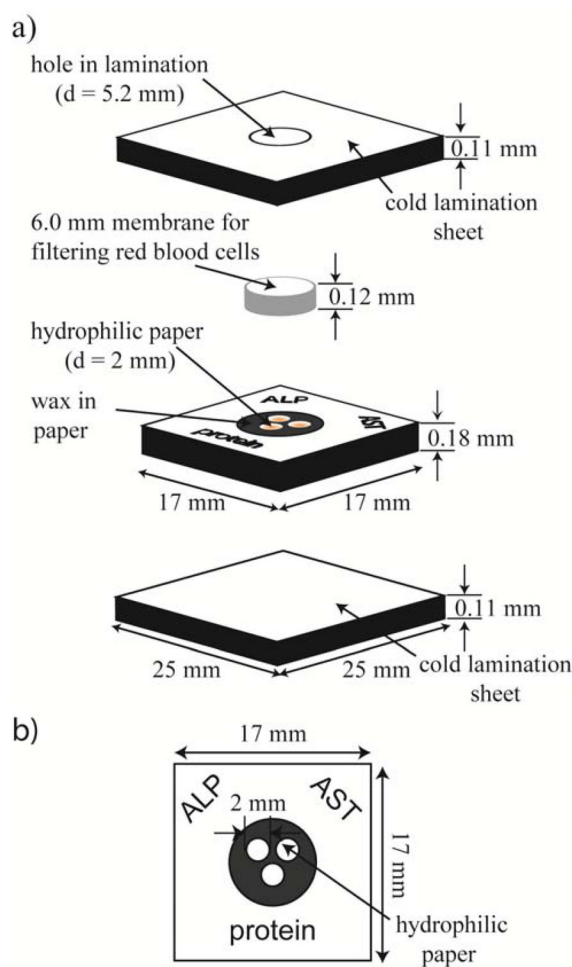 a)
hole in lamination
(d = 5.2 mm)
0.11 mm
cold lamination
sheet
6.0 mm membrane for
filtering red blood cells
0.12 mm
hydrophilic paper
(d = 2 mm)
ALP
wax in
paper
AST
protein
0.18 mm
17 mm
17 mm
0.11 mm
25 mm
25 mm
cold lamination
sheet
b)
17 mm
ALP
AST
2 mm
17 mm
protein
hydrophilic
paper